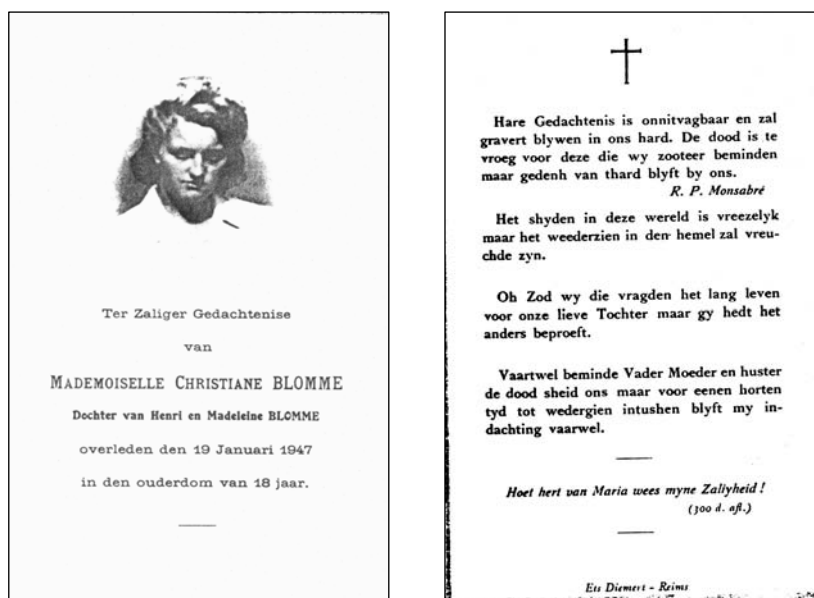 Ter Zaliger Gedachtenise
van
MADEMOISELLE CHRISTIANE BLOMME
Dochter van Henri en Madeleine BLOMME
overleden den 19 Januari 1947
in den ouderdom van 18 jaar.
Hare Gedachtenis is onnitvagbaar en zal
gravert blywen in ons hard. De dood is te
vroeg voor deze die wy zooteer beminden
maar gedenh van thard blyft by ons.
R. P. Monsabré
Het shyden in deze wereld is vreezelyk
maar het weederzien in den hemel zal vreu-
chde zyn.
Oh Zod wy die vragden het lang leven
voor onze lieve Tochter maar gy hedt het
anders beproeft.
Vaartwel beminde Vader Moeder en huster
de dood sheid ons maar voor eenen horten
tyd tot wedergien intushen blyft my in-
dachting vaarwel.
Hoet hert van Maria wees myne Zaliyheid !
(300 d. afl.)
Ets Diemert - Reims